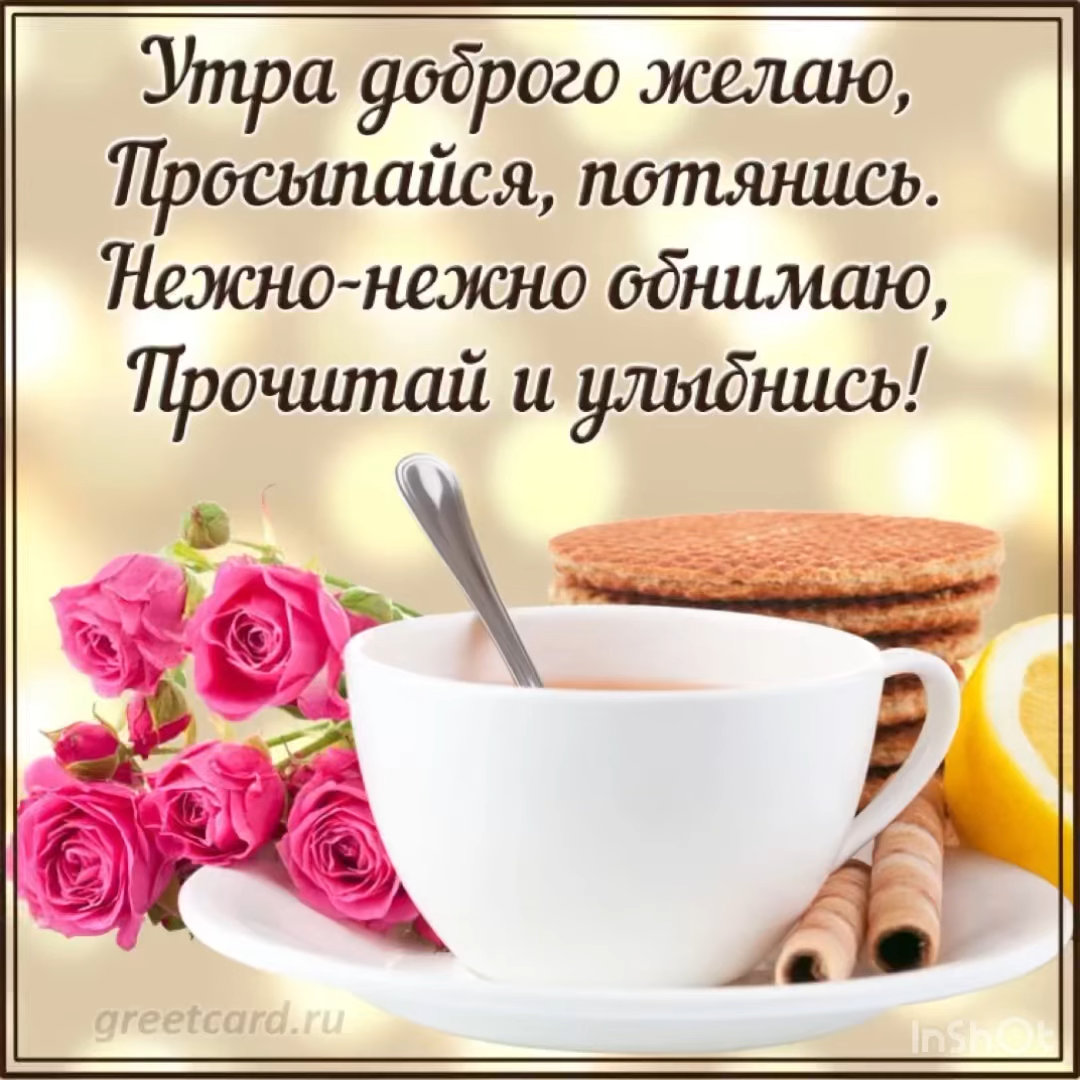 Утра доброго желаю,
Просыпайся, потянись.
Нежно-нежно обнимаю,
Прочитай и улыбнись!
greetcard.ru
InShOt